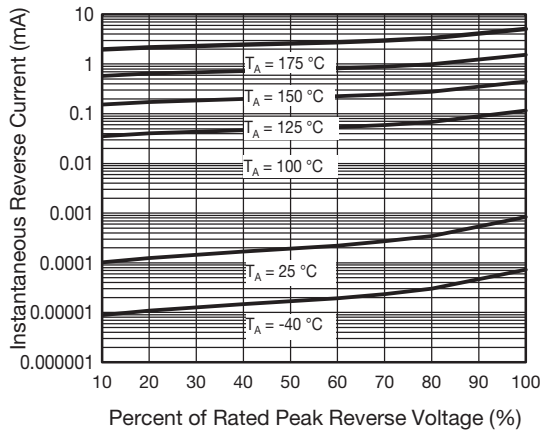 Instantaneous Reverse Current (mA)
10
1
0.1
0.01
0.001
0.0001
0.00001
0.000001
T_A = 175 °C
T_A = 150 °C
T_A = 125 °C
T_A = 100 °C
T_A = 25 °C
T_A = -40 °C
10 20 30 40 50 60 70 80 90 100
Percent of Rated Peak Reverse Voltage (%)